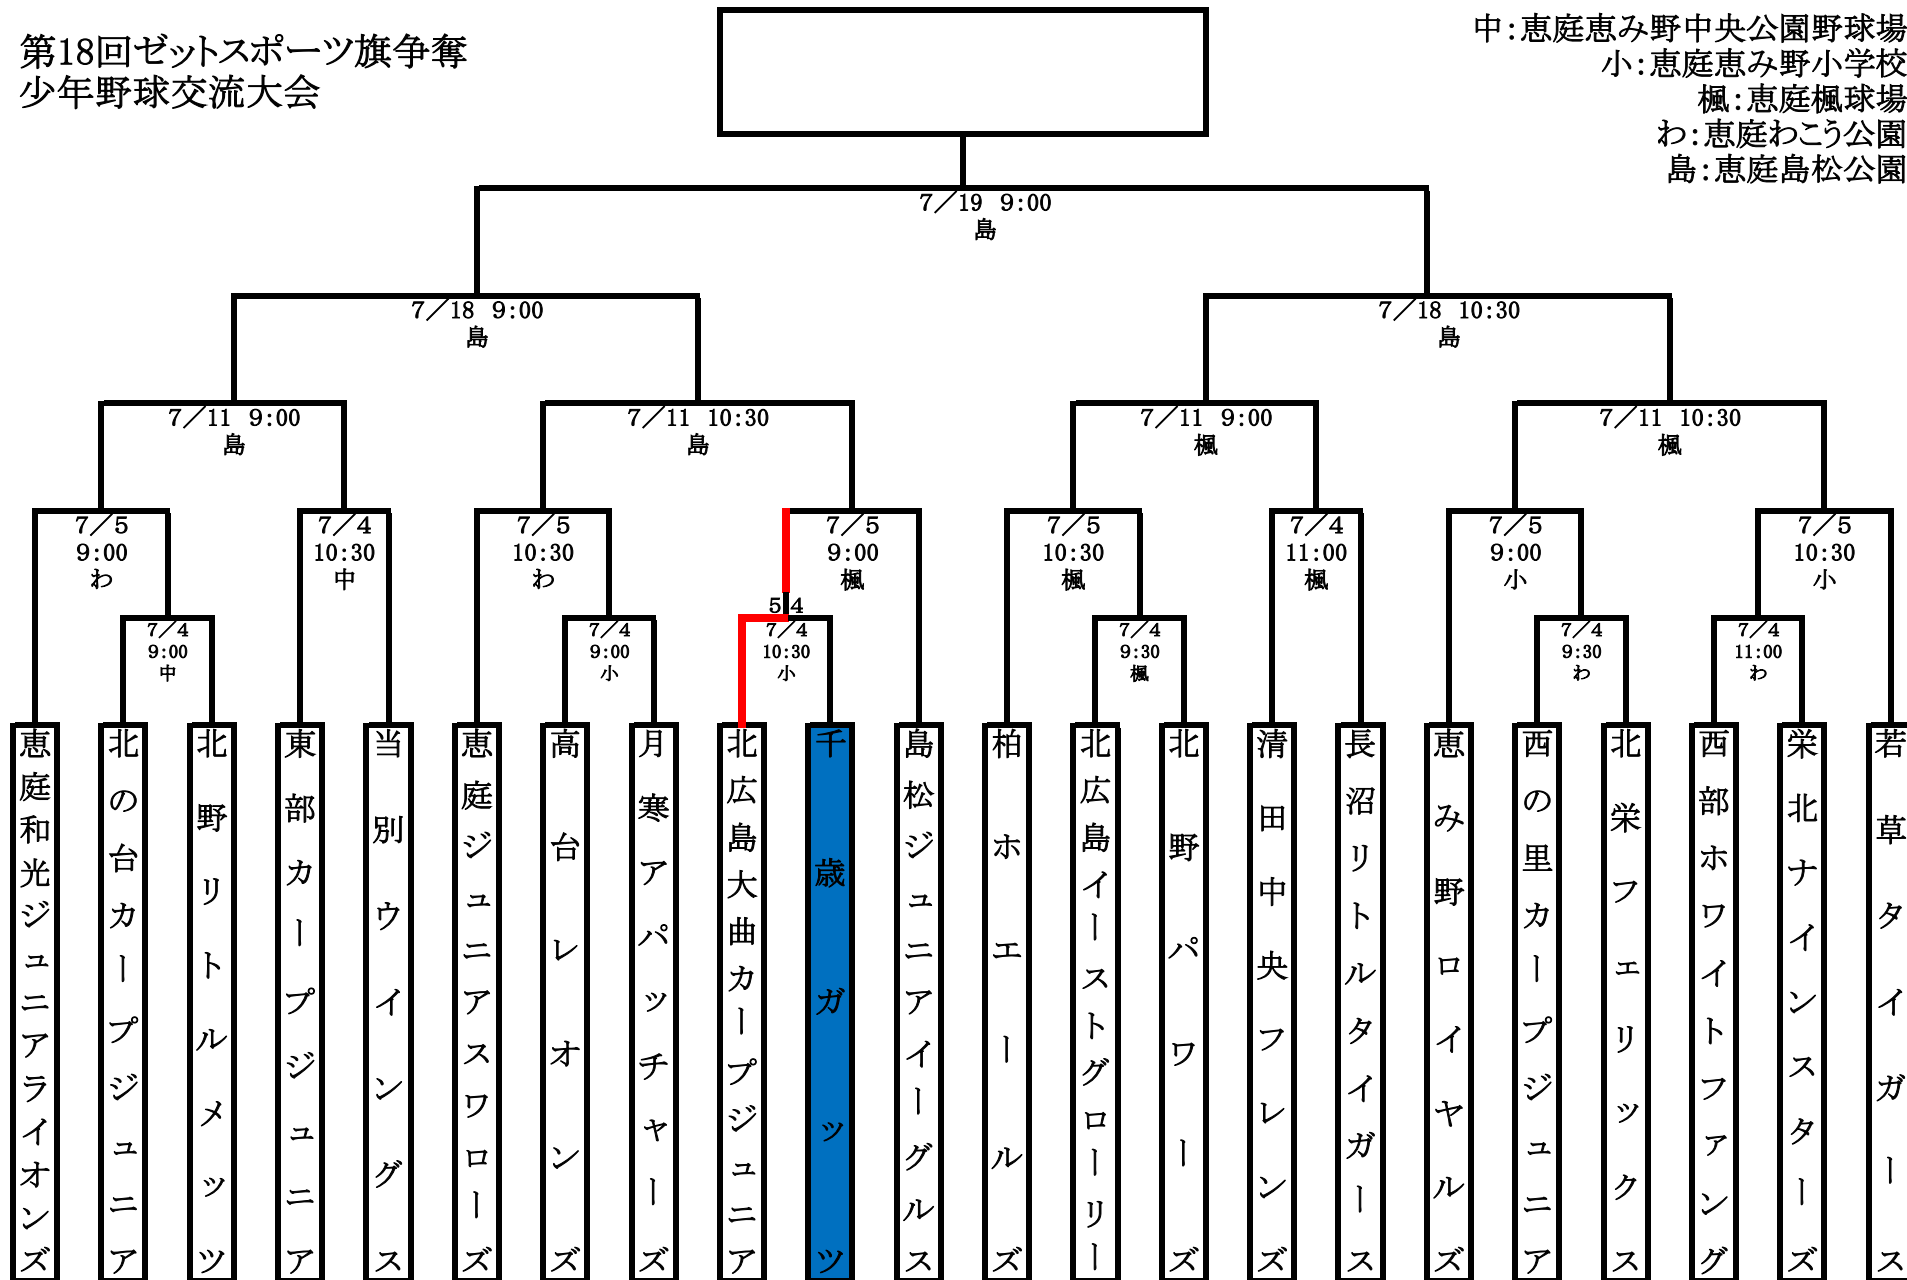 第18回ゼットスポーツ旗争奪
少年野球交流大会
中:恵庭恵み野中央公園野球場
小:恵庭恵み野小学校
楓:恵庭楓球場
わ:恵庭わこう公園
島:恵庭島松公園
7／19 9:00
島
7／18 9:00
島
7／18 10:30
島
7／11 9:00
島
7／11 10:30
島
7／11 9:00
楓
7／11 10:30
楓
7／5
9:00
わ
7／4
10:30
中
7／5
10:30
わ
7／5
9:00
楓
7／5
10:30
楓
7／4
11:00
楓
7／5
9:00
小
7／5
10:30
小
7／4
9:00
中
7／4
9:00
小
5 4
7／4
10:30
小
7／4
9:30
楓
7／4
9:30
わ
7／4
11:00
わ
恵庭和光ジュニアライオンズ
北の台カープジュニア
北野リトルメッツ
東部カープジュニア
当別ウイングス
恵庭ジュニアスワローズ
高台レオンズ
月寒アパッチャーズ
北広島大曲カープジュニア
千歳ガッツ
島松ジュニアイーグルス
柏ホエールズ
北広島イーストグローリー
北野パワーズ
清田中央フレンズ
長沼リトルタイガース
恵み野ロイヤルズ
西の里カープジュニア
北栄フェリックス
西部ホワイトファング
栄北ナインスターズ
若草タイガース